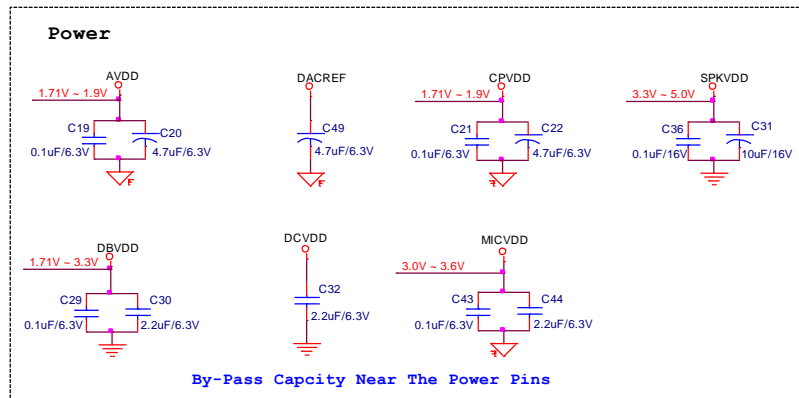 Power
AVDD
1.71V ~ 1.9V
C19
C20
0.1uF/6.3V
4.7uF/6.3V
DACREF
C49
4.7uF/6.3V
CPVDD
1.71V ~ 1.9V
C21
C22
0.1uF/6.3V
4.7uF/6.3V
SPKVDD
3.3V ~ 5.0V
C36
C31
0.1uF/16V
10uF/16V
DBVDD
1.71V ~ 3.3V
C29
C30
0.1uF/6.3V
2.2uF/6.3V
DCVDD
C32
2.2uF/6.3V
MICVDD
3.0V ~ 3.6V
C43
C44
0.1uF/6.3V
2.2uF/6.3V
By-Pass Capcity Near The Power Pins